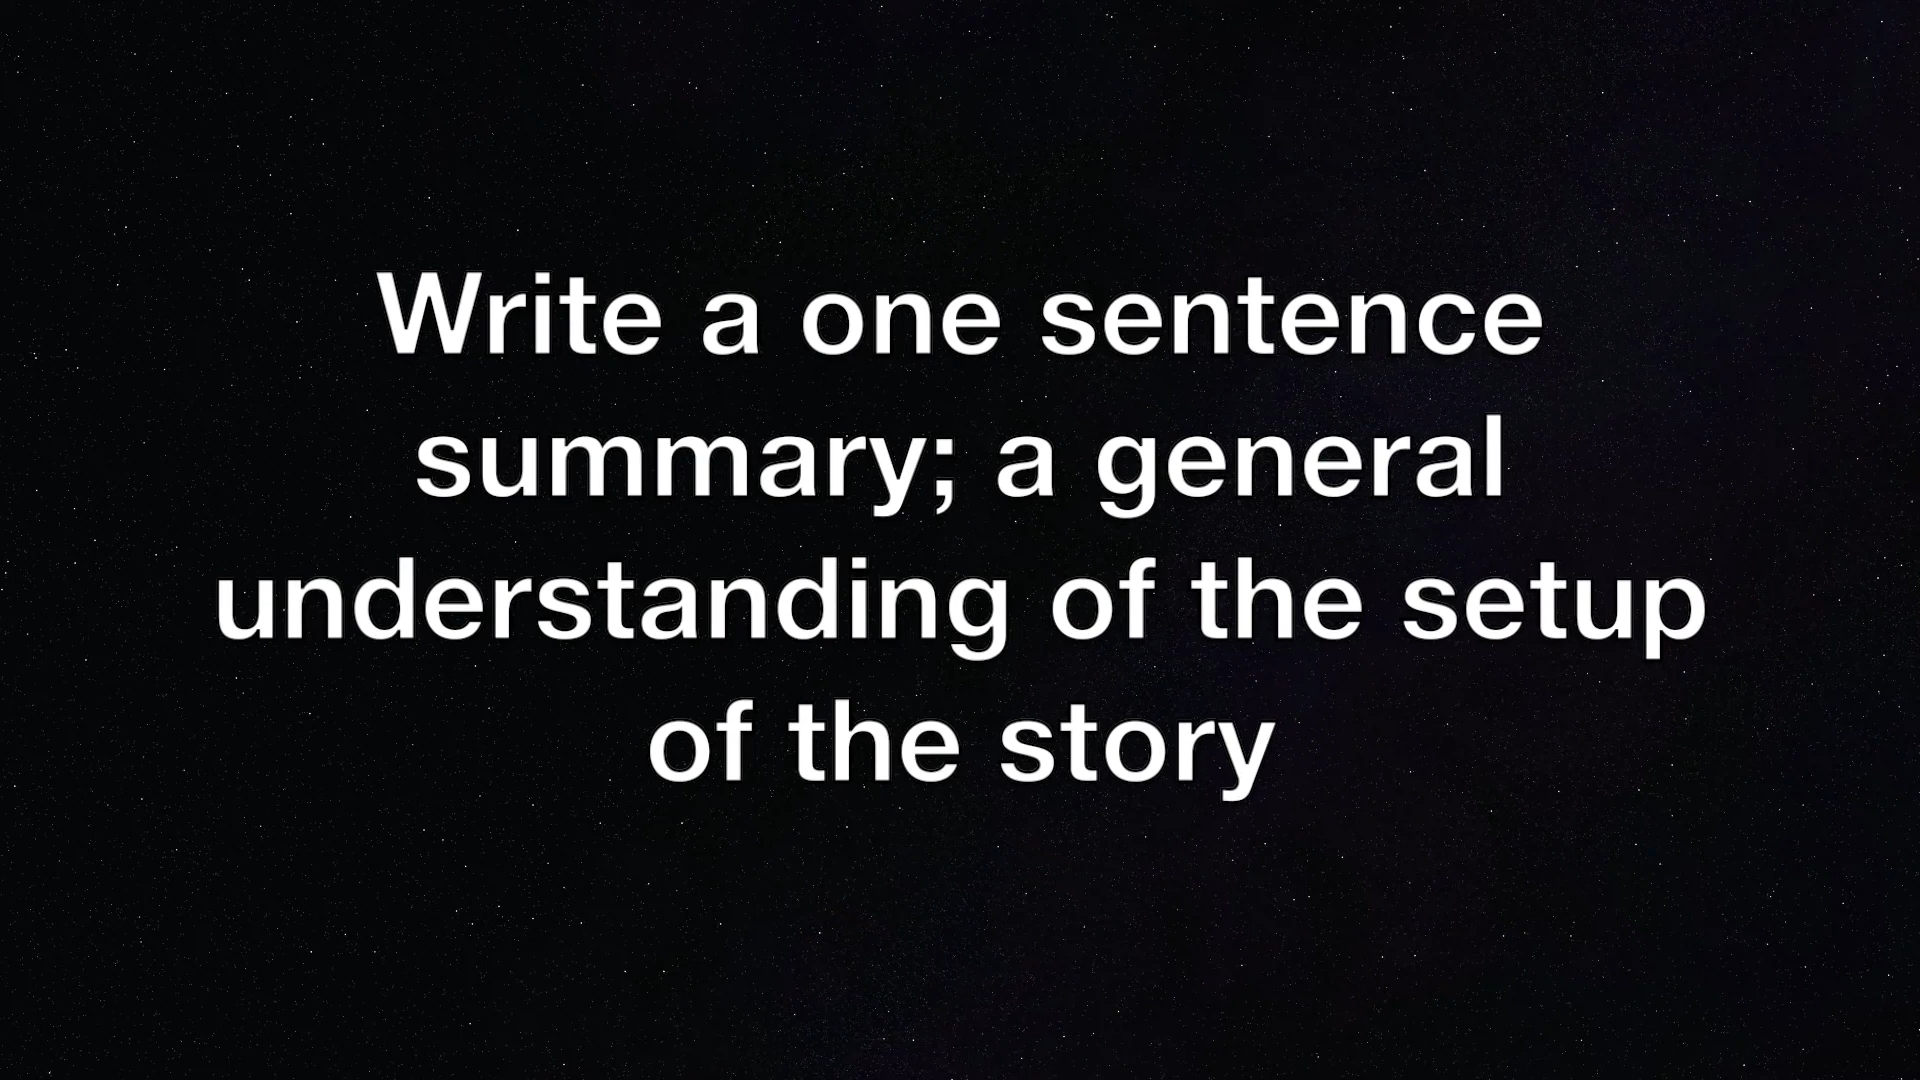 Write a one sentence
summary; a general
understanding of the setup
of the story